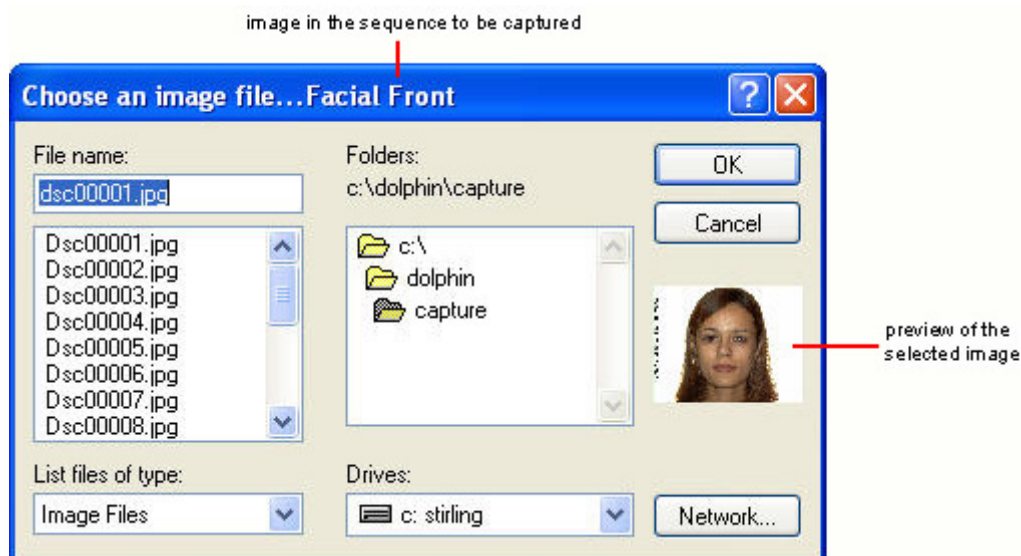 image in the sequence to be captured
Choose an image file...Facial Front
File name:
dsc00001.jpg
Dsc00001.jpg
Dsc00002.jpg
Dsc00003.jpg
Dsc00004.jpg
Dsc00005.jpg
Dsc00006.jpg
Dsc00007.jpg
Dsc00008.jpg
List files of type:
Image Files
Folders:
c:\dolphin\capture
c:\
dolphin
capture
Drives:
c: stirling
OK
Cancel
preview of the
selected image
Network...